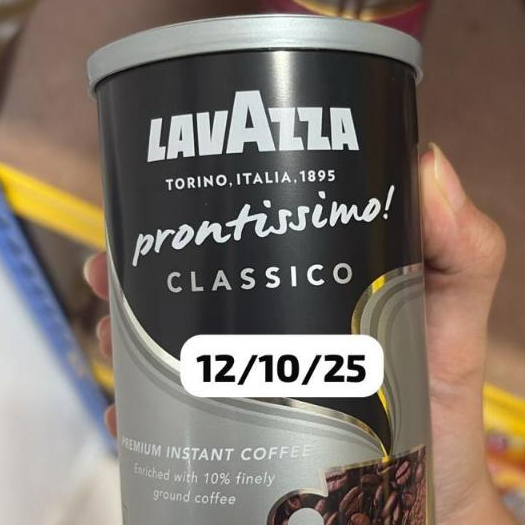 LAVAZZA
TORINO, ITALIA, 1895
prontissimo!
CLASSICO
12/10/25
PREMIUM INSTANT COFFEE
Enriched with 10% finely
ground coffee